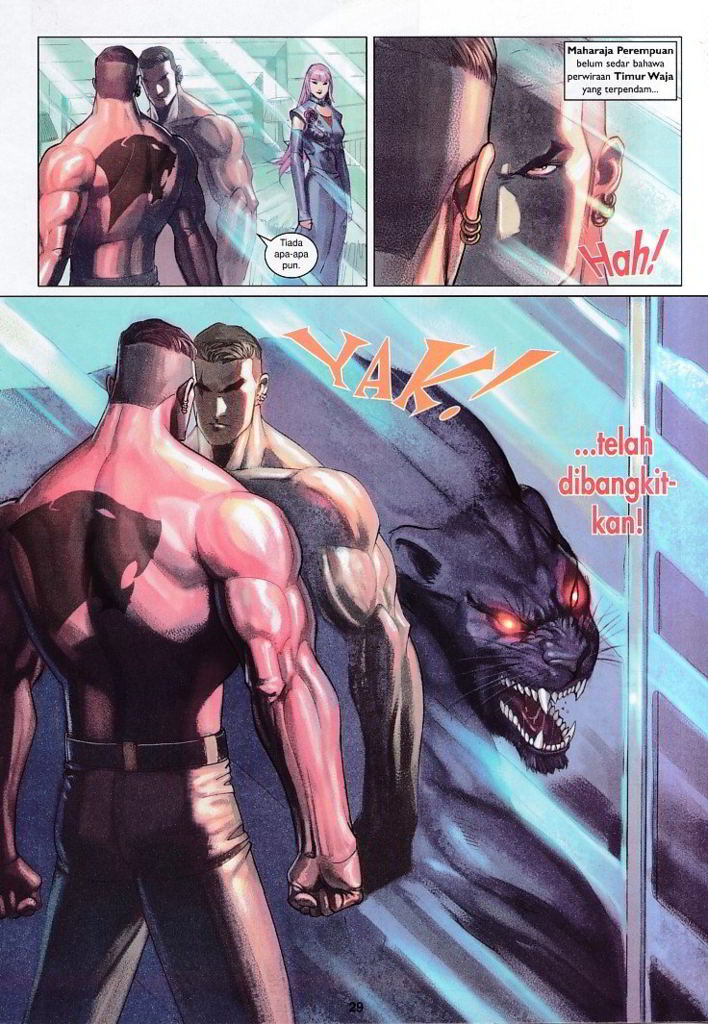 Tiada
apa-apa
pun.
Maharaja Perempuan
belum sedar bahawa
perwiraan Timur Waja
yang terpendam...
Hah!
YAK!
...telah
dibangkit-
kan!
29